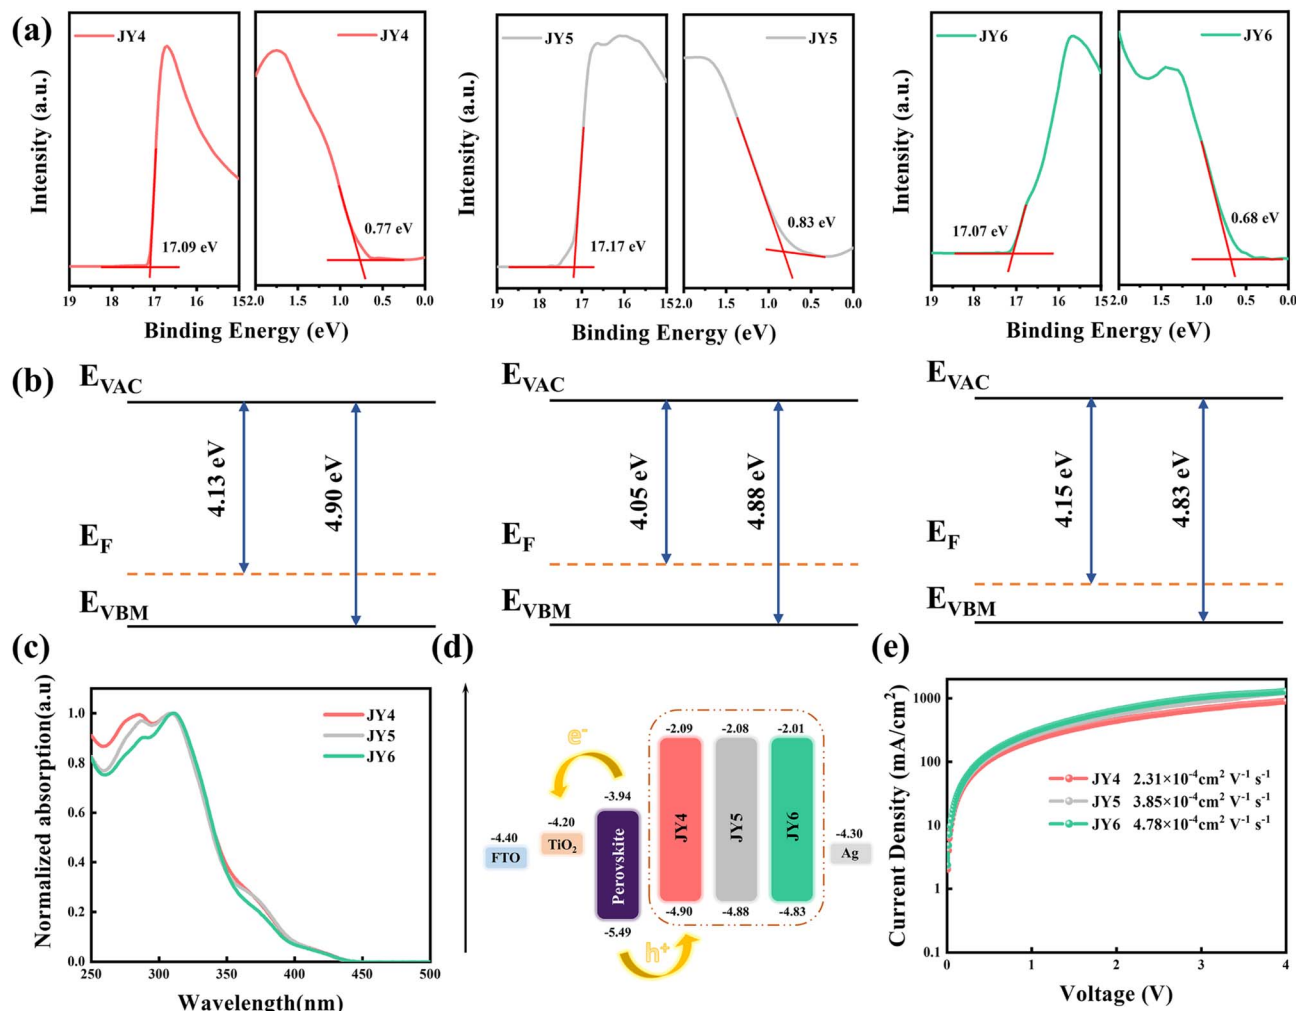 (a)
JY4
JY4
17.09 eV
0.77 eV
Intensity (a.u.)
19 18 17 16 15
2.0 1.5 1.0 0.5 0.0
Binding Energy (eV)
JY5
JY5
17.17 eV
0.83 eV
Intensity (a.u.)
19 18 17 16 15
2.0 1.5 1.0 0.5 0.0
Binding Energy (eV)
JY6
JY6
17.07 eV
0.68 eV
Intensity (a.u.)
19 18 17 16 15
2.0 1.5 1.0 0.5 0.0
Binding Energy (eV)
(b)
E_VAC
4.13 eV
4.90 eV
E_F
E_VBM
E_VAC
4.05 eV
4.88 eV
E_F
E_VBM
E_VAC
4.15 eV
4.83 eV
E_F
E_VBM
(c)
Normalized absorption(a.u)
1.0
0.8
0.6
0.4
0.2
0.0
JY4
JY5
JY6
250 300 350 400 450 500
Wavelength(nm)
(d)
e⁻
-2.09 -2.08 -2.01
-3.94
-4.20
-4.40
-4.30
FTO
TiO₂
Perovskite
JY4
JY5
JY6
Ag
-4.90 -4.88 -4.83
-5.49
h⁺
(e)
Current Density (mA/cm²)
1000
100
10
1
0.1
JY4 2.31×10⁻⁴cm² V⁻¹ s⁻¹
JY5 3.85×10⁻⁴cm² V⁻¹ s⁻¹
JY6 4.78×10⁻⁴cm² V⁻¹ s⁻¹
0 1 2 3 4
Voltage (V)